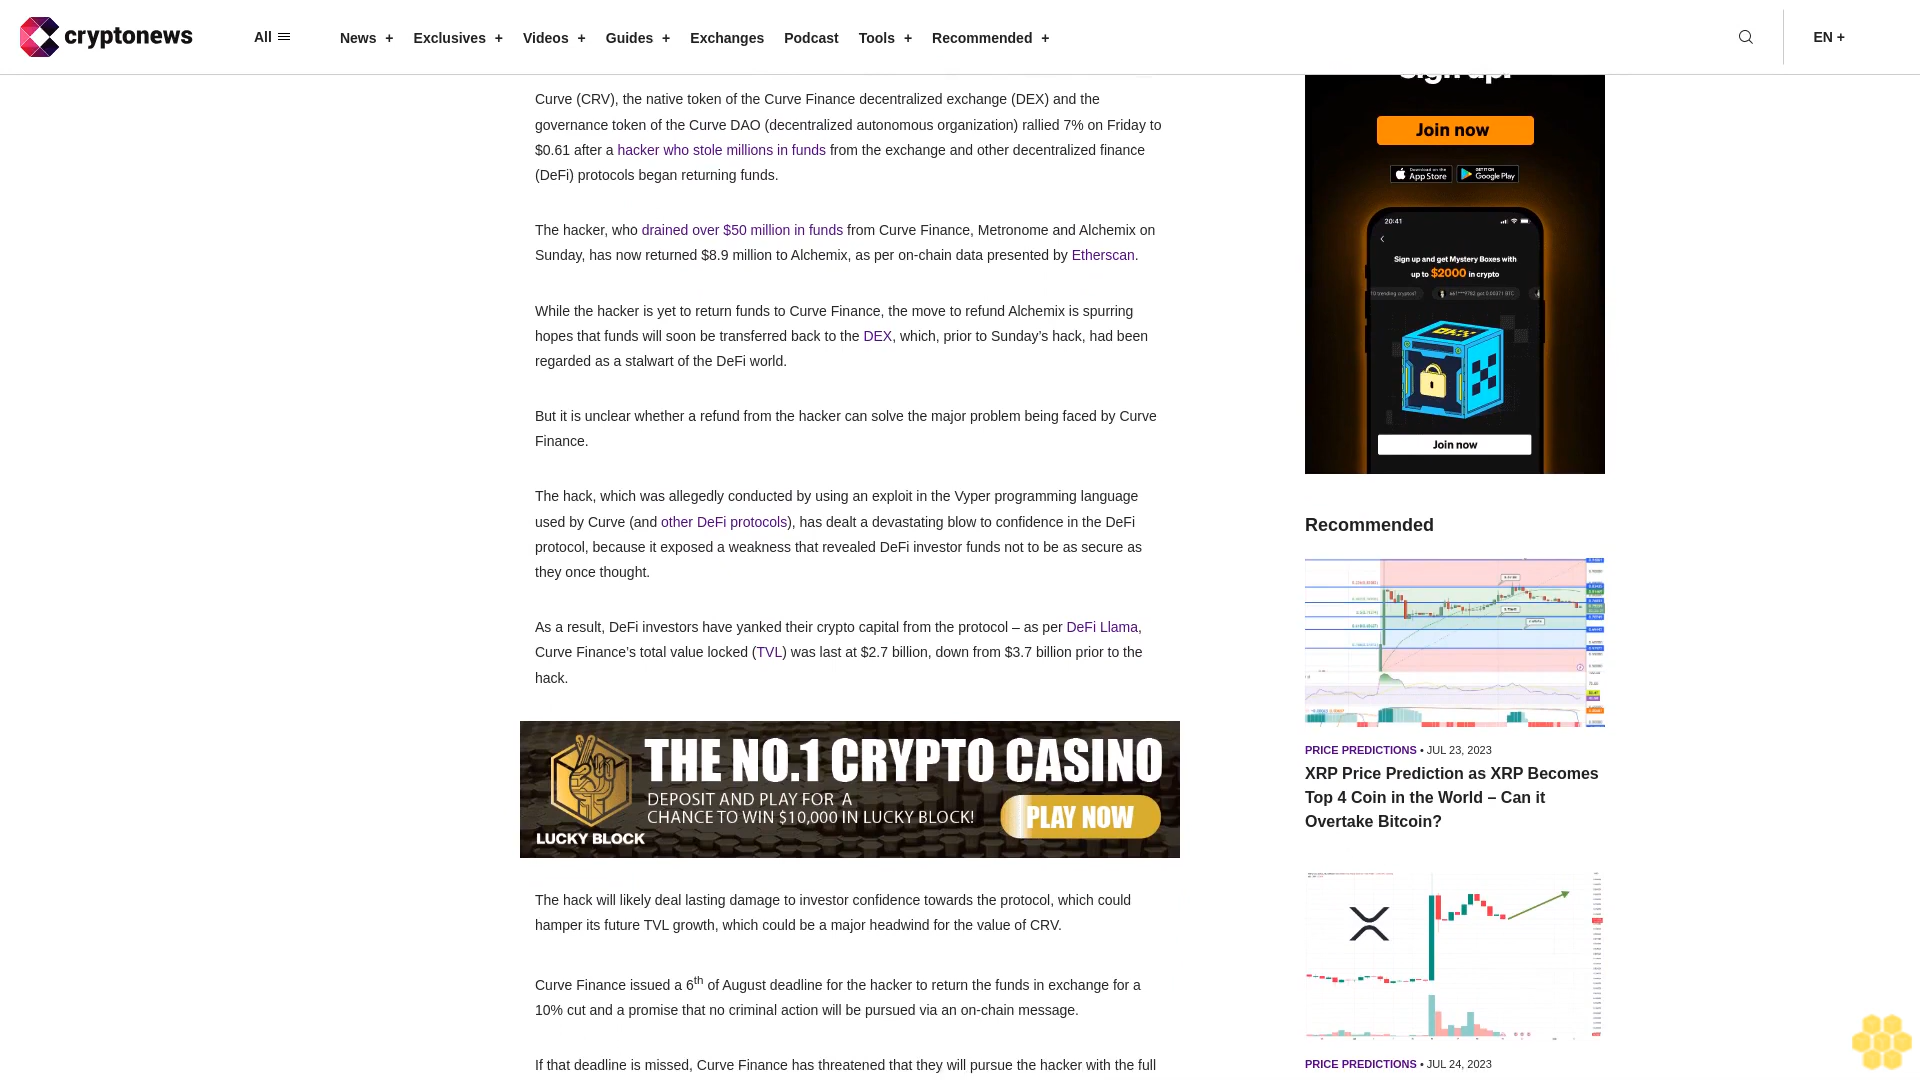 cryptonews
All
News + Exclusives + Videos + Guides + Exchanges Podcast Tools + Recommended +
EN +
Curve (CRV), the native token of the Curve Finance decentralized exchange (DEX) and the
governance token of the Curve DAO (decentralized autonomous organization) rallied 7% on Friday to
$0.61 after a hacker who stole millions in funds from the exchange and other decentralized finance
(DeFi) protocols began returning funds.
The hacker, who drained over $50 million in funds from Curve Finance, Metronome and Alchemix on
Sunday, has now returned $8.9 million to Alchemix, as per on-chain data presented by Etherscan.
While the hacker is yet to return funds to Curve Finance, the move to refund Alchemix is spurring
hopes that funds will soon be transferred back to the DEX, which, prior to Sunday’s hack, had been
regarded as a stalwart of the DeFi world.
But it is unclear whether a refund from the hacker can solve the major problem being faced by Curve
Finance.
The hack, which was allegedly conducted by using an exploit in the Vyper programming language
used by Curve (and other DeFi protocols), has dealt a devastating blow to confidence in the DeFi
protocol, because it exposed a weakness that revealed DeFi investor funds not to be as secure as
they once thought.
As a result, DeFi investors have yanked their crypto capital from the protocol – as per DeFi Llama,
Curve Finance’s total value locked (TVL) was last at $2.7 billion, down from $3.7 billion prior to the
hack.
THE NO.1 CRYPTO CASINO
DEPOSIT AND PLAY FOR A
CHANCE TO WIN $10,000 IN LUCKY BLOCK!
PLAY NOW
LUCKY BLOCK
The hack will likely deal lasting damage to investor confidence towards the protocol, which could
hamper its future TVL growth, which could be a major headwind for the value of CRV.
Curve Finance issued a 6th of August deadline for the hacker to return the funds in exchange for a
10% cut and a promise that no criminal action will be pursued via an on-chain message.
If that deadline is missed, Curve Finance has threatened that they will pursue the hacker with the full
Sign up!
Join now
Download on the App Store
GET IT ON Google Play
20:41
Sign up and get Mystery Boxes with
up to $2000 in crypto
OKX
Join now
Recommended
PRICE PREDICTIONS • JUL 23, 2023
XRP Price Prediction as XRP Becomes
Top 4 Coin in the World – Can it
Overtake Bitcoin?
PRICE PREDICTIONS • JUL 24, 2023